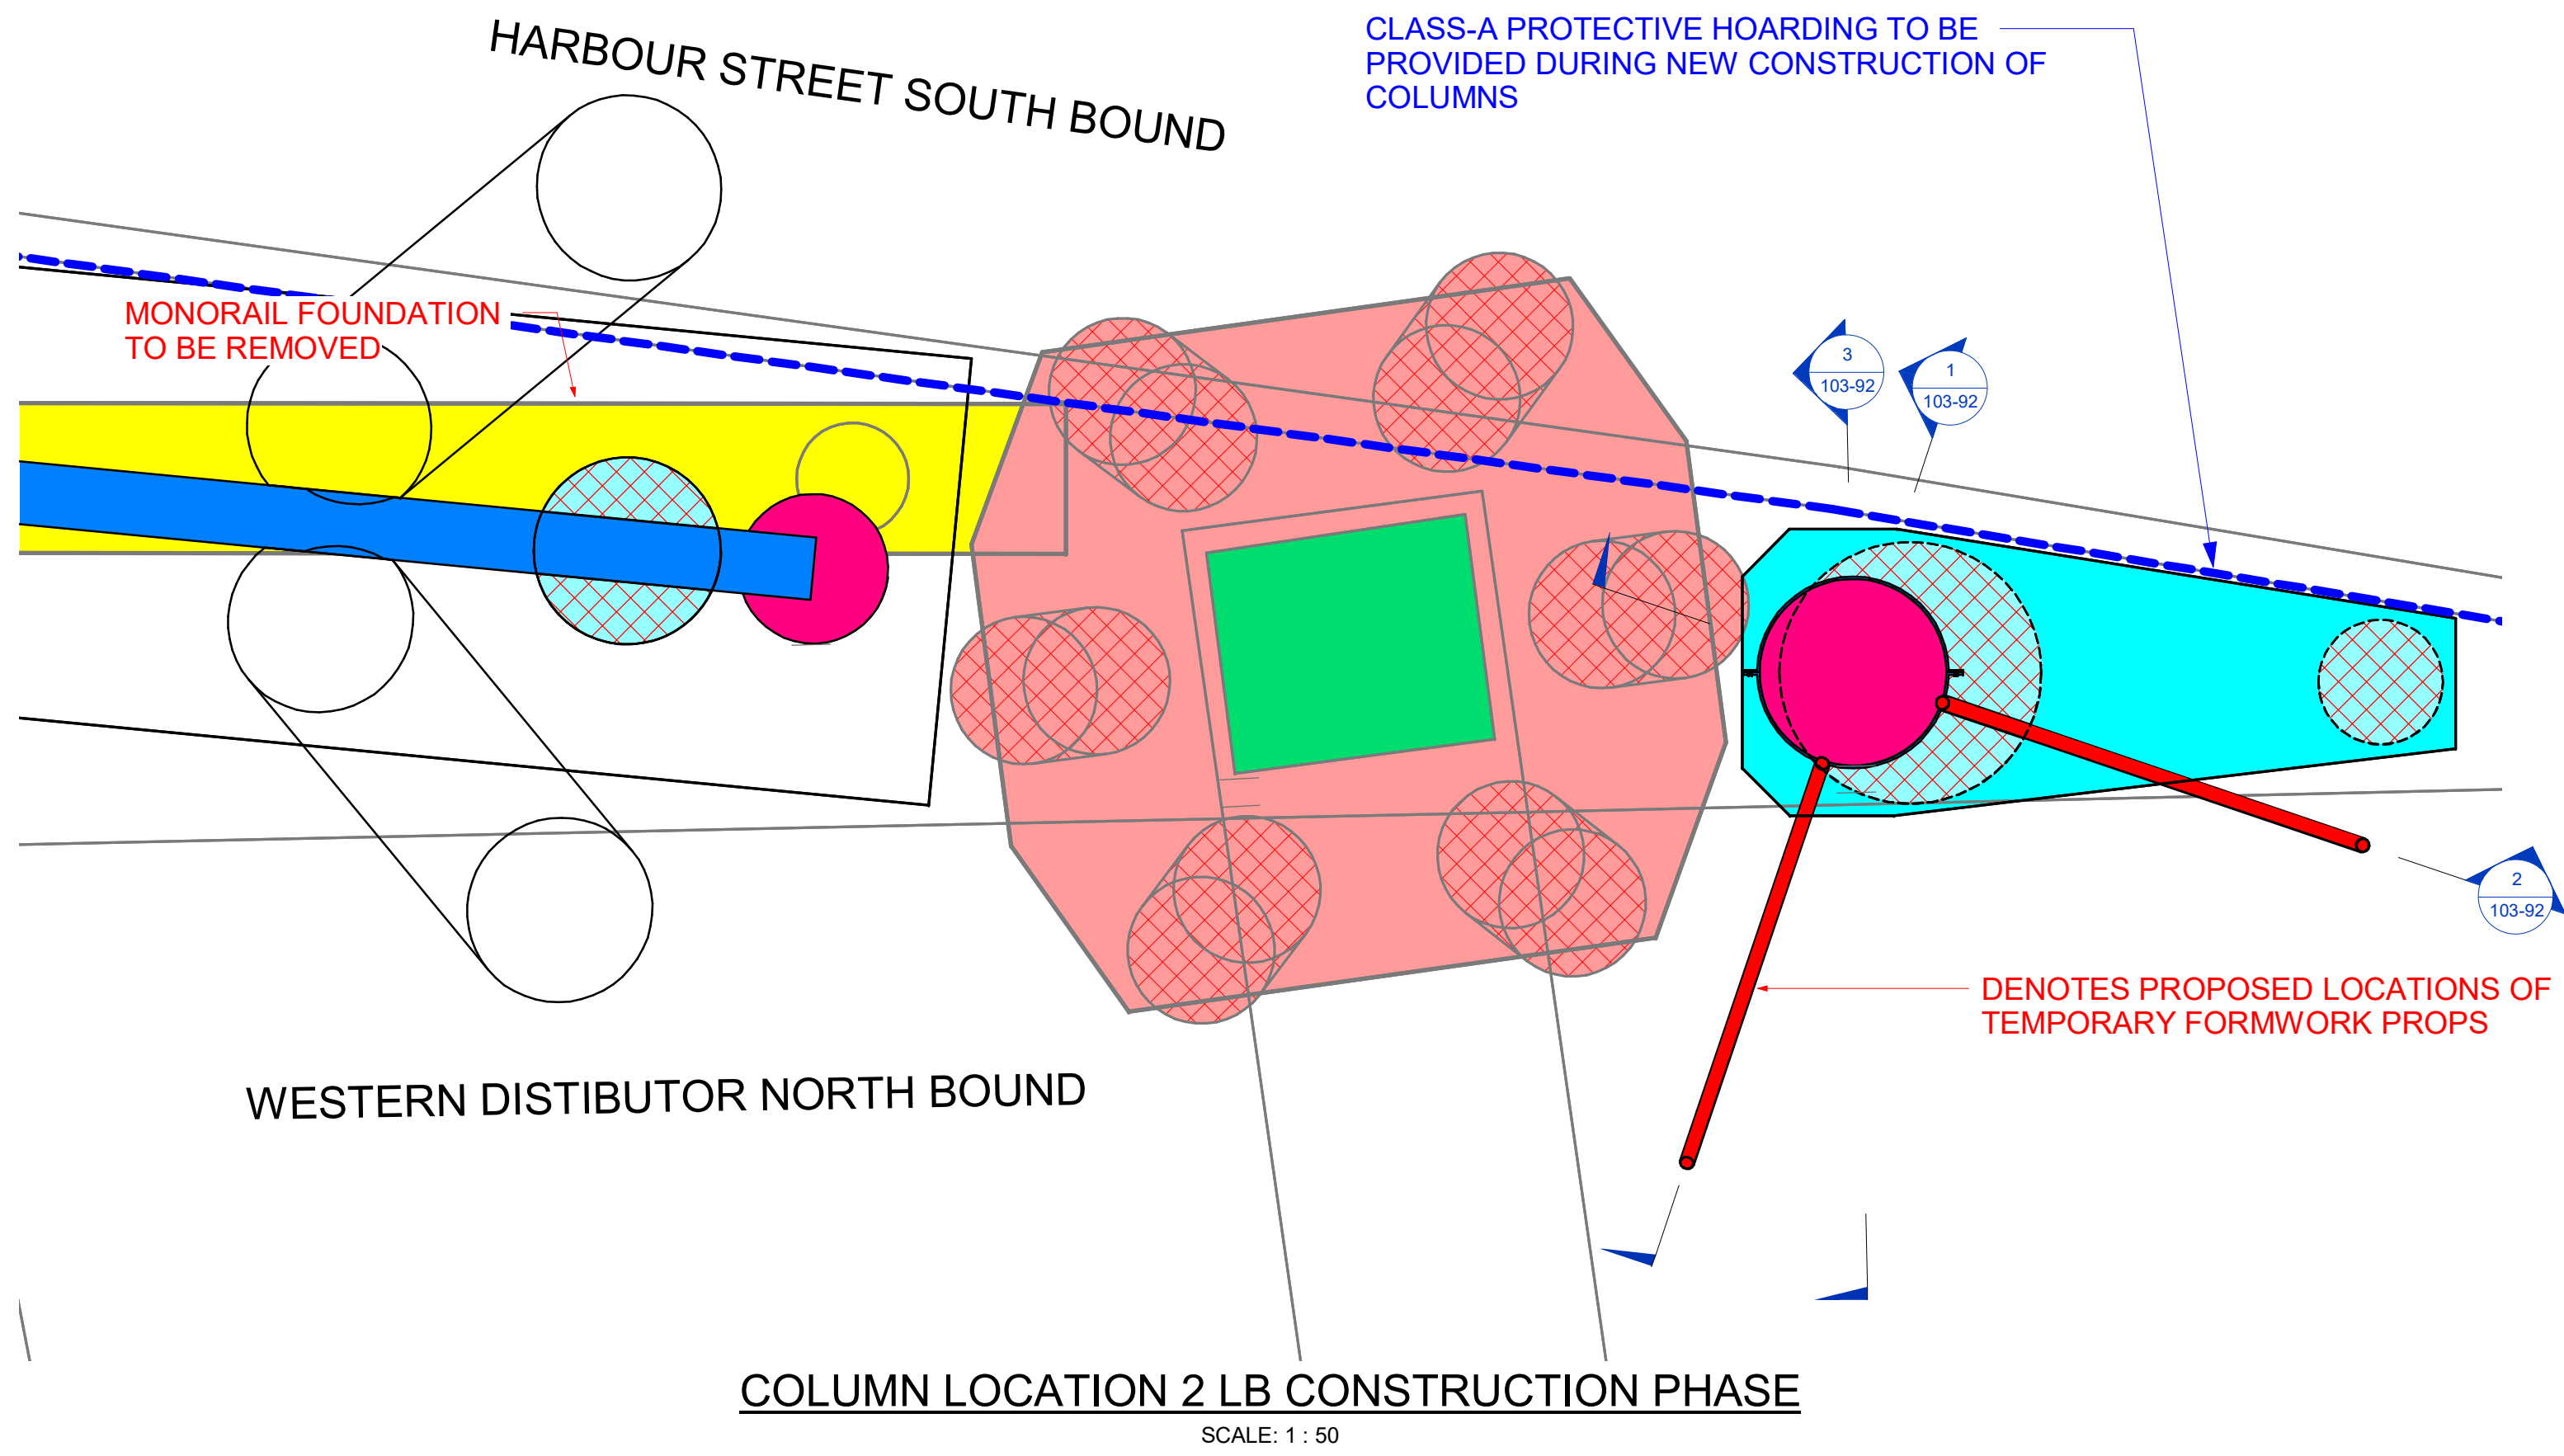 HARBOUR STREET SOUTH BOUND
CLASS-A PROTECTIVE HOARDING TO BE
PROVIDED DURING NEW CONSTRUCTION OF
COLUMNS
MONORAIL FOUNDATION
TO BE REMOVED
3
103-92
1
103-92
2
103-92
DENOTES PROPOSED LOCATIONS OF
TEMPORARY FORMWORK PROPS
WESTERN DISTIBUTOR NORTH BOUND
COLUMN LOCATION 2 LB CONSTRUCTION PHASE
SCALE: 1 : 50